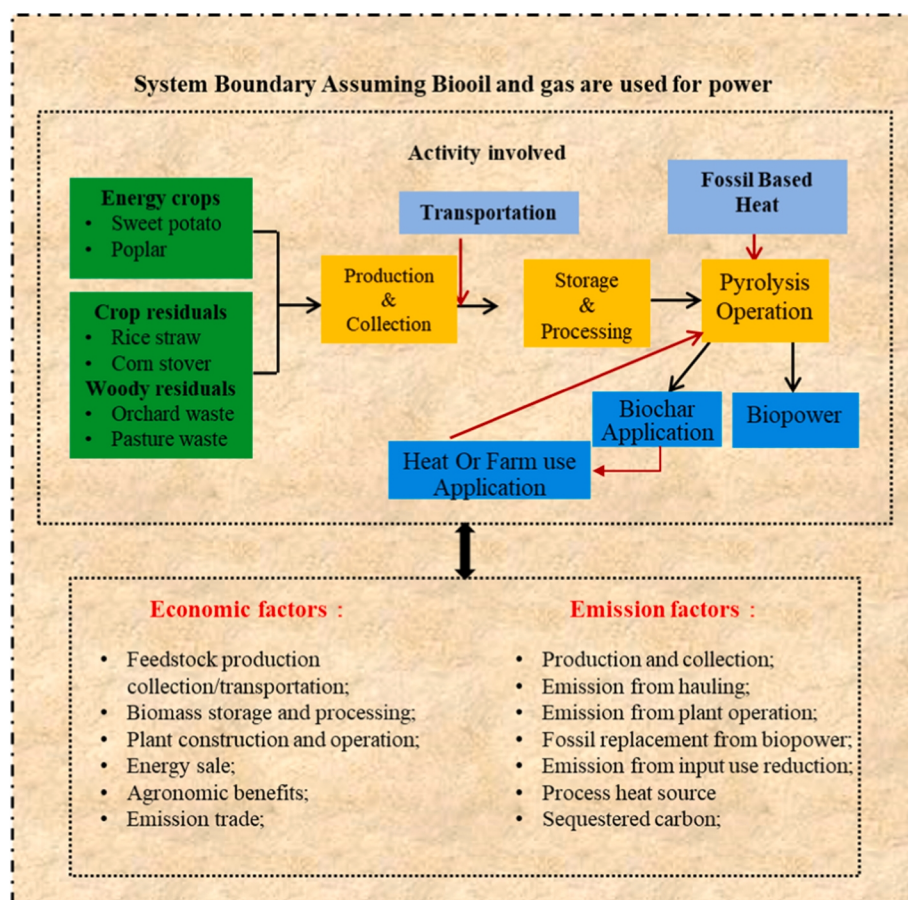 System Boundary Assuming Biooil and gas are used for power
Activity involved
Energy crops
• Sweet potato
• Poplar
Crop residuals
• Rice straw
• Corn stover
Woody residuals
• Orchard waste
• Pasture waste
Transportation
Fossil Based
Heat
Production
&
Collection
Storage
&
Processing
Pyrolysis
Operation
Biochar
Application
Biopower
Heat Or Farm use
Application
Economic factors :
• Feedstock production
collection/transportation;
• Biomass storage and processing;
• Plant construction and operation;
• Energy sale;
• Agronomic benefits;
• Emission trade;
Emission factors :
• Production and collection;
• Emission from hauling;
• Emission from plant operation;
• Fossil replacement from biopower;
• Emission from input use reduction;
• Process heat source
• Sequestered carbon;